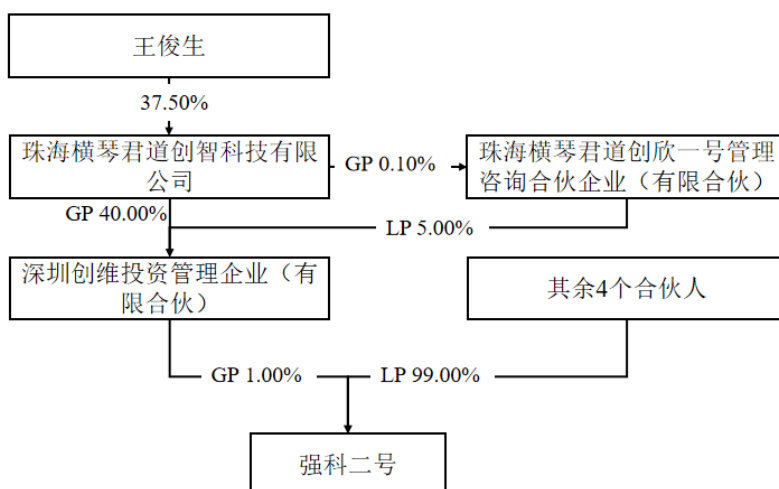 王俊生
37.50%
珠海横琴君道创智科技有限
公司
GP 0.10%
珠海横琴君道创欣一号管理
咨询合伙企业（有限合伙）
GP 40.00%
LP 5.00%
深圳创维投资管理企业（有
限合伙）
其余4个合伙人
GP 1.00%
LP 99.00%
强科二号